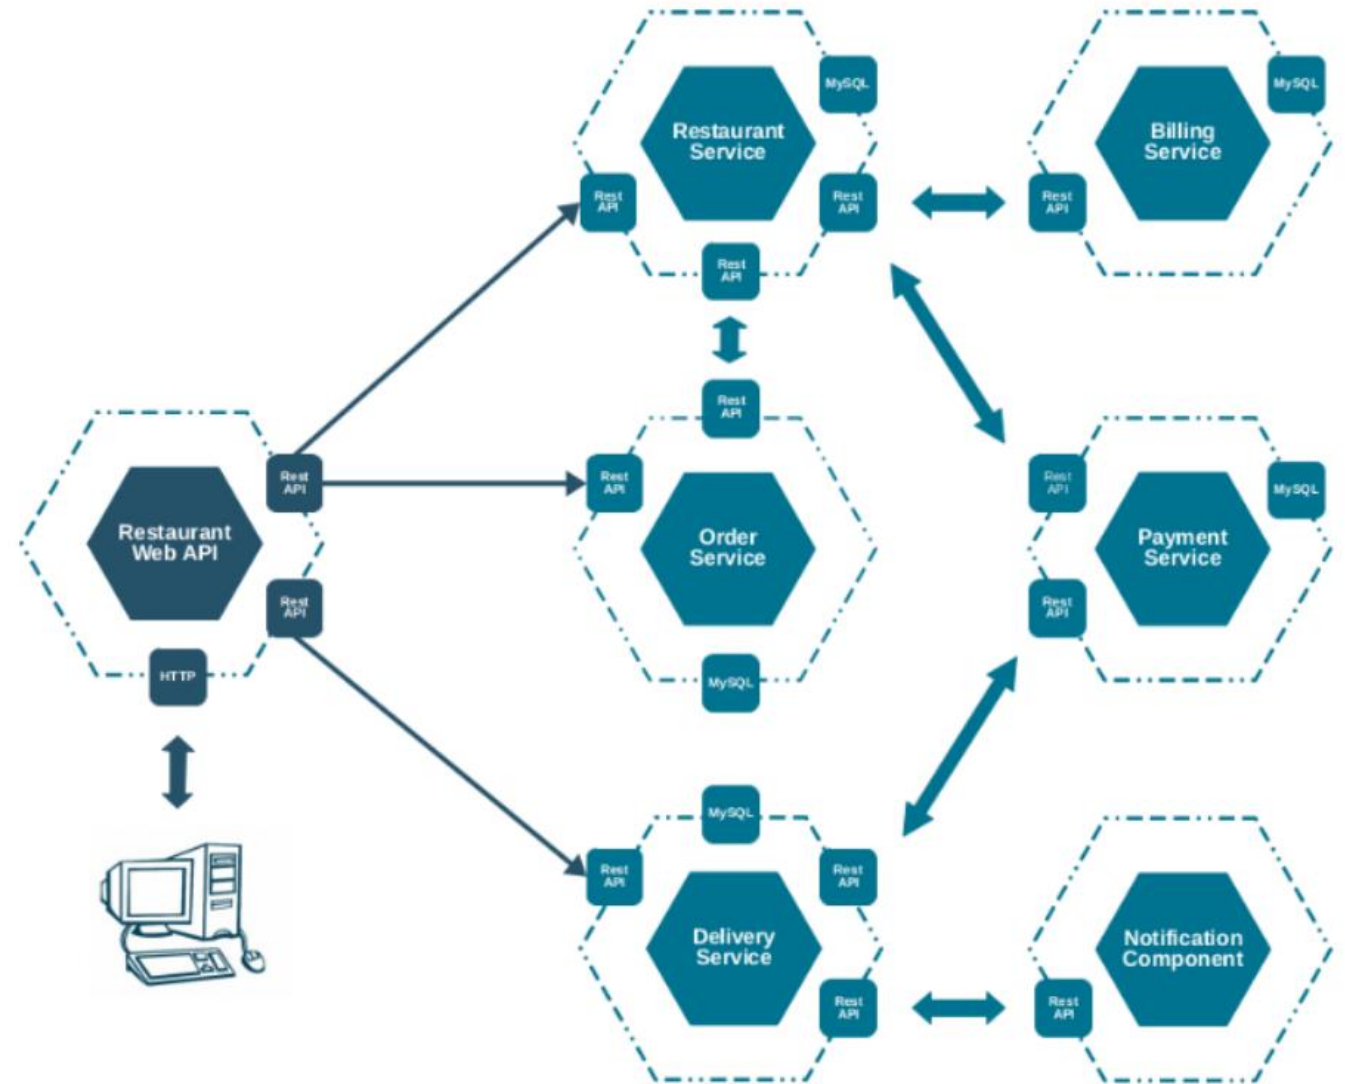 MySQL
Restaurant
Service
Rest
API
Rest
API
Rest
API
MySQL
Billing
Service
Rest
API
Restaurant
Web API
Rest
API
Rest
API
HTTP
Rest
API
Rest
API
Order
Service
MySQL
Rest
API
MySQL
Payment
Service
Rest
API
MySQL
Rest
API
Rest
API
Delivery
Service
Rest
API
Notification
Component
Rest
API